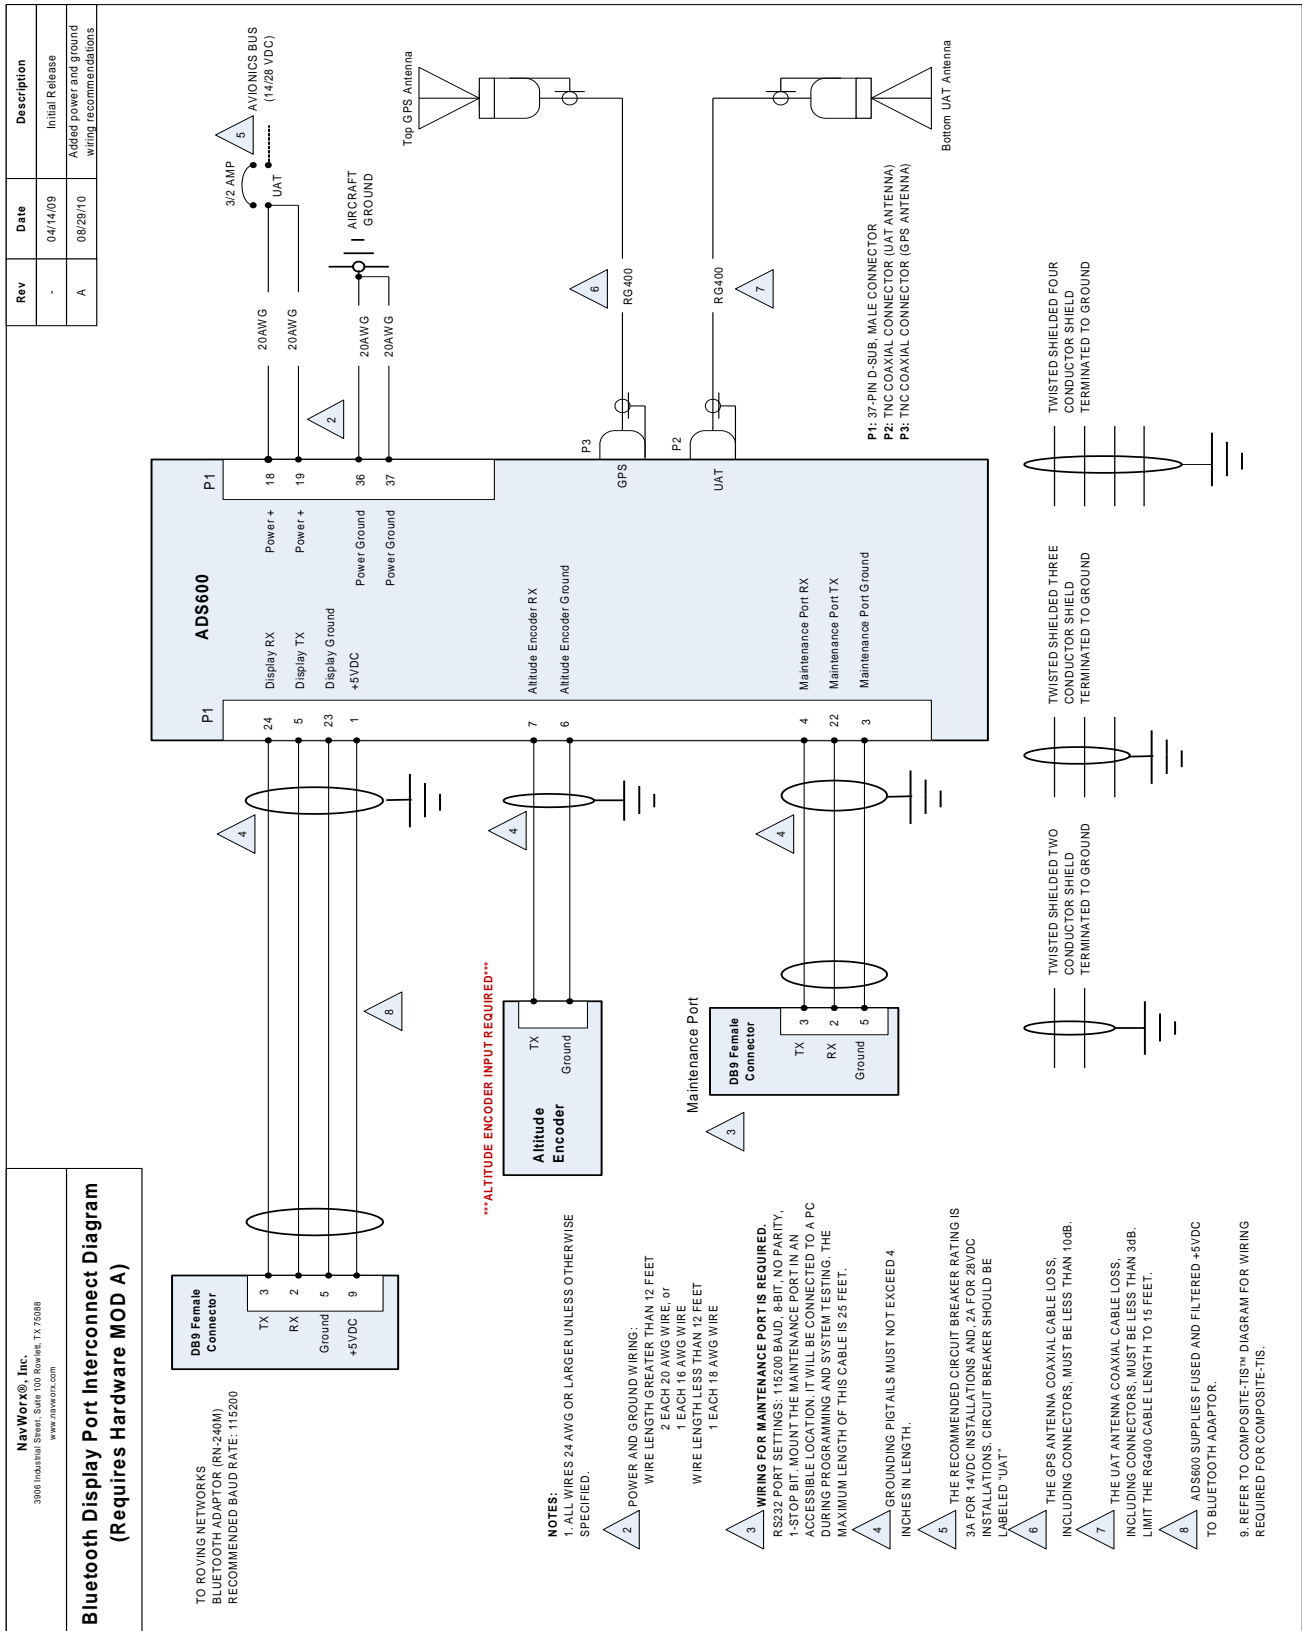 NavWorx®, Inc.
3906 Industrial Street, Suite 100 Rowlett, TX 75088
www.navworx.com
Bluetooth Display Port Interconnect Diagram
(Requires Hardware MOD A)
Rev Date Description
- 04/14/09 Initial Release
A 08/29/10 Added power and ground
wiring recommendations
TO ROVING NETWORKS
BLUETOOTH ADAPTOR (RN-240M)
RECOMMENDED BAUD RATE: 115200
DB9 Female
Connector
TX 3
RX 2
Ground 5
+5VDC 9
8
4
P1
24 Display RX
5 Display TX
23 Display Ground
1 +5VDC
ADS600
P1
Power + 18
Power + 19
Power Ground 36
Power Ground 37
2
20AWG
20AWG
20AWG
20AWG
3/2 AMP
UAT
5
AVIONICS BUS
(14/28 VDC)
AIRCRAFT
GROUND
***ALTITUDE ENCODER INPUT REQUIRED***
Altitude
Encoder
TX
Ground
4
7 Altitude Encoder RX
6 Altitude Encoder Ground
GPS
P3
RG400
6
Top GPS Antenna
UAT
P2
RG400
7
Bottom UAT Antenna
Maintenance Port
3
DB9 Female
Connector
TX 3
RX 2
Ground 5
4
4 Maintenance Port RX
22 Maintenance Port TX
3 Maintenance Port Ground
P1: 37-PIN D-SUB, MALE CONNECTOR
P2: TNC COAXIAL CONNECTOR (UAT ANTENNA)
P3: TNC COAXIAL CONNECTOR (GPS ANTENNA)
NOTES:
1. ALL WIRES 24 AWG OR LARGER UNLESS OTHERWISE
SPECIFIED.
2 POWER AND GROUND WIRING:
WIRE LENGTH GREATER THAN 12 FEET
2 EACH 20 AWG WIRE, or
1 EACH 16 AWG WIRE
WIRE LENGTH LESS THAN 12 FEET
1 EACH 18 AWG WIRE
3 WIRING FOR MAINTENANCE PORT IS REQUIRED.
RS232 PORT SETTINGS: 115200 BAUD, 8-BIT, NO PARITY,
1-STOP BIT. MOUNT THE MAINTENANCE PORT IN AN
ACCESSIBLE LOCATION. IT WILL BE CONNECTED TO A PC
DURING PROGRAMMING AND SYSTEM TESTING. THE
MAXIMUM LENGTH OF THIS CABLE IS 25 FEET.
4 GROUNDING PIGTAILS MUST NOT EXCEED 4
INCHES IN LENGTH.
5 THE RECOMMENDED CIRCUIT BREAKER RATING IS
3A FOR 14VDC INSTALLATIONS AND, 2A FOR 28VDC
INSTALLATIONS. CIRCUIT BREAKER SHOULD BE
LABELED "UAT"
6 THE GPS ANTENNA COAXIAL CABLE LOSS,
INCLUDING CONNECTORS, MUST BE LESS THAN 10dB.
7 THE UAT ANTENNA COAXIAL CABLE LOSS,
INCLUDING CONNECTORS, MUST BE LESS THAN 3dB.
LIMIT THE RG400 CABLE LENGTH TO 15 FEET.
8 ADS600 SUPPLIES FUSED AND FILTERED +5VDC
TO BLUETOOTH ADAPTOR.
9. REFER TO COMPOSITE-TIS™ DIAGRAM FOR WIRING
REQUIRED FOR COMPOSITE-TIS.
TWISTED SHIELDED TWO
CONDUCTOR SHIELD
TERMINATED TO GROUND
TWISTED SHIELDED THREE
CONDUCTOR SHIELD
TERMINATED TO GROUND
TWISTED SHIELDED FOUR
CONDUCTOR SHIELD
TERMINATED TO GROUND